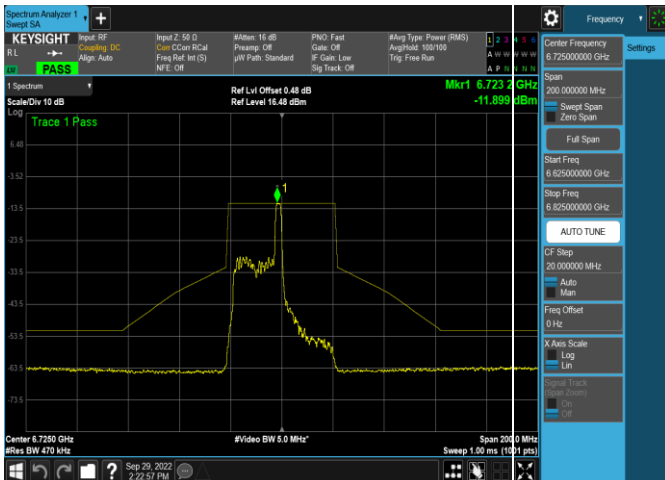 Spectrum Analyzer 1
Swept SA
Frequency
KEYSIGHT
R L
LV
PASS
Input: RF
Coupling: DC
Align: Auto
Input Z: 50 Ω
Corr CCorr RCal
Freq Ref: Int (S)
NFE: Off
#Atten: 16 dB
Preamp: Off
µW Path: Standard
PNO: Fast
Gate: Off
IF Gain: Low
Sig Track: Off
#Avg Type: Power (RMS)
Avg|Hold: 100/100
Trig: Free Run
1 2 3 4 5 6
A W W W W W
A P N N N N
1 Spectrum
Scale/Div 10 dB
Ref Lvl Offset 0.48 dB
Ref Level 16.48 dBm
Mkr1 6.723 2 GHz
-11.899 dBm
Log
Trace 1 Pass
1
6.48
-3.52
-13.5
-23.5
-33.5
-43.5
-53.5
-63.5
-73.5
Center 6.7250 GHz
#Res BW 470 kHz
#Video BW 5.0 MHz*
Span 200.0 MHz
Sweep 1.00 ms (1001 pts)
Center Frequency
6.725000000 GHz
Settings
Span
200.000000 MHz
Swept Span
Zero Span
Full Span
Start Freq
6.625000000 GHz
Stop Freq
6.825000000 GHz
AUTO TUNE
CF Step
20.000000 MHz
Auto
Man
Freq Offset
0 Hz
X Axis Scale
Log
Lin
Signal Track
(Span Zoom)
On
Off
Sep 29, 2022
2:22:57 PM